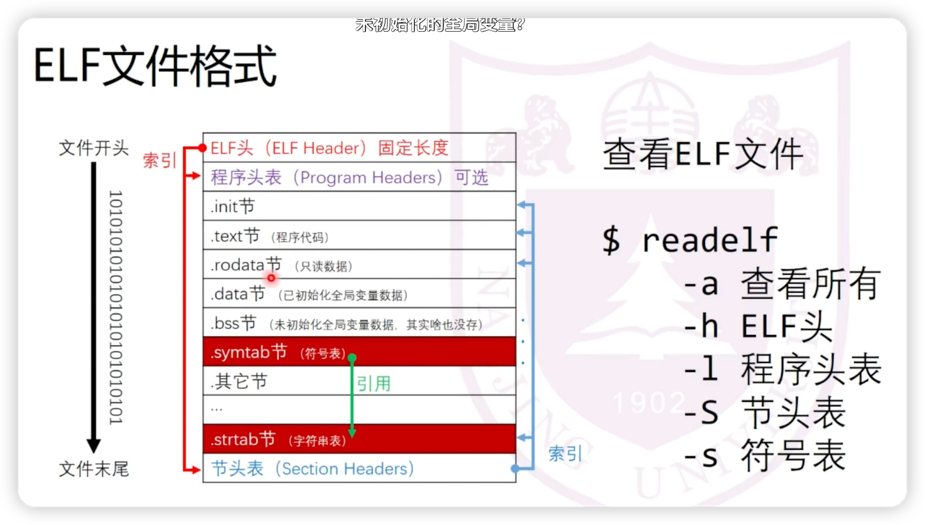 未初始化的全局变量?
ELF文件格式
文件开头
索引
1010101010101010101010101
文件末尾
ELF头（ELF Header）固定长度
程序头表（Program Headers）可选
.init节
.text节（程序代码）
.rodata节（只读数据）
.data节（已初始化全局变量数据）
.bss节（未初始化全局变量数据，其实啥也没存）
.symtab节（符号表）
.其它节
引用
...
.strtab节（字符串表）
节头表（Section Headers）
索引
查看ELF文件
$ readelf
-a 查看所有
-h ELF头
-l 程序头表
-S 节头表
-s 符号表
1902